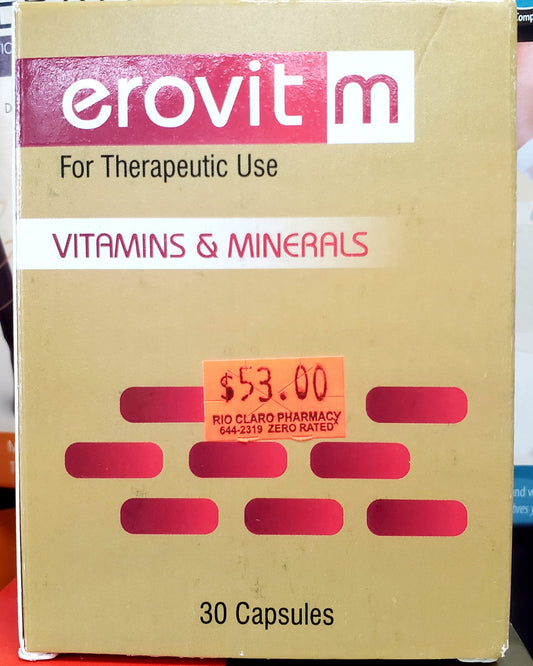 erovit m
For Therapeutic Use
VITAMINS & MINERALS
$53.00
RIO CLARO PHARMACY
644-2319 ZERO RATED
30 Capsules